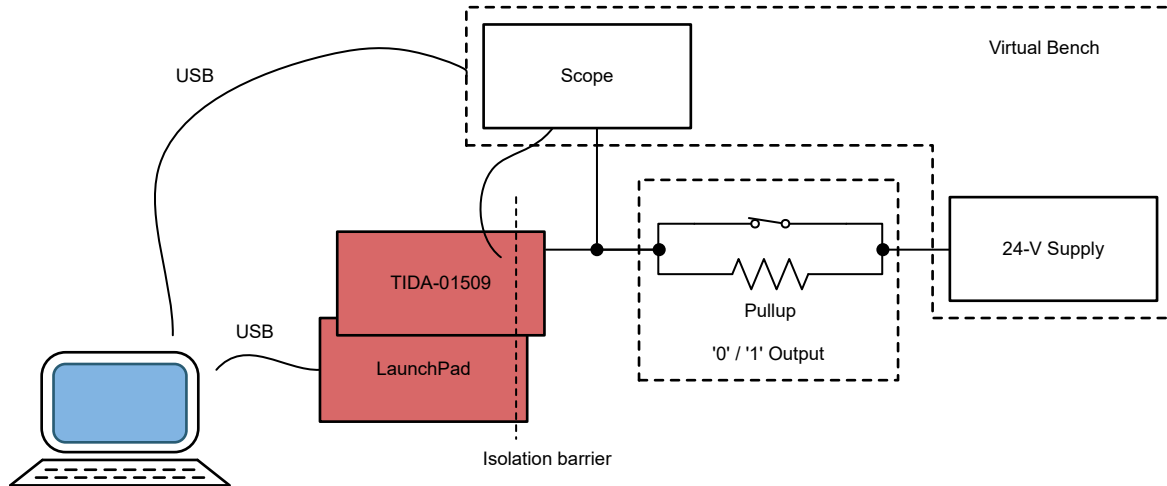 Virtual Bench
Scope
USB
24-V Supply
TIDA-01509
Pullup
USB
'0' / '1' Output
LaunchPad
Isolation barrier